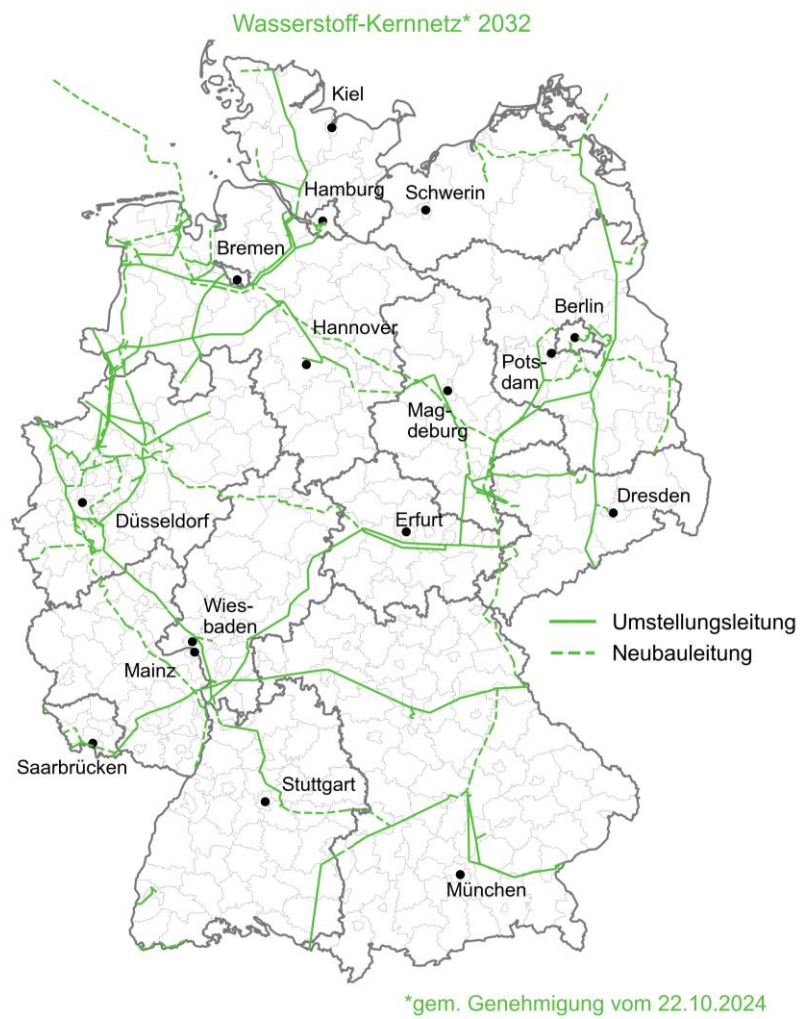 Wasserstoff-Kernnetz* 2032
Kiel
Hamburg
Schwerin
Bremen
Hannover
Berlin
Pots-
dam
Mag-
deburg
Düsseldorf
Erfurt
Dresden
Wies-
baden
Umstellungsleitung
Neubauleitung
Mainz
Saarbrücken
Stuttgart
München
*gem. Genehmigung vom 22.10.2024